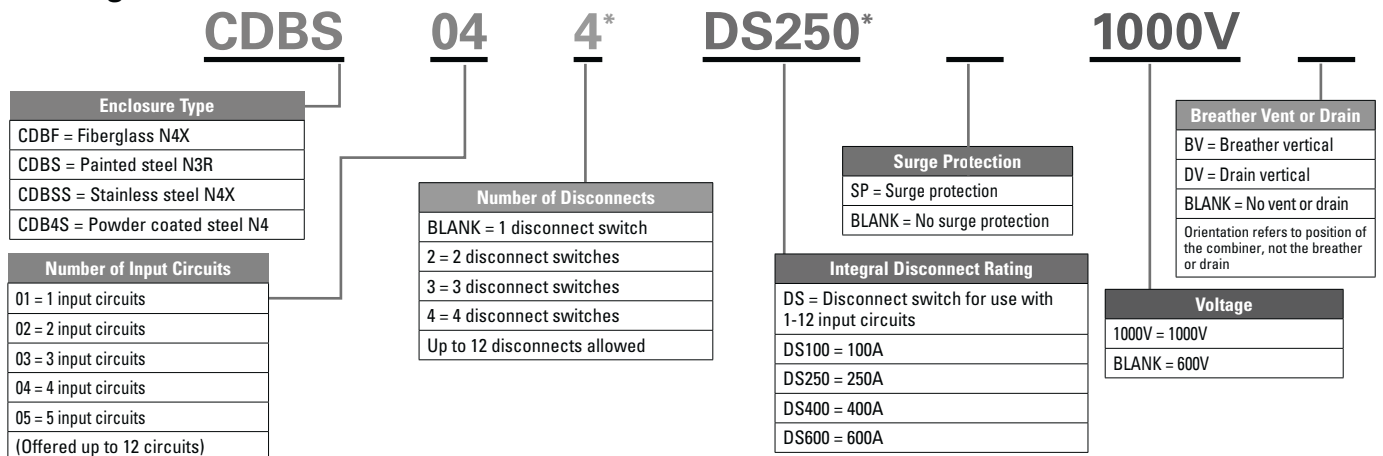 CDBS 04 4* DS250* 1000V
Enclosure Type
CDBF = Fiberglass N4X
CDBS = Painted steel N3R
CDBSS = Stainless steel N4X
CDB4S = Powder coated steel N4
Number of Input Circuits
01 = 1 input circuits
02 = 2 input circuits
03 = 3 input circuits
04 = 4 input circuits
05 = 5 input circuits
(Offered up to 12 circuits)
Number of Disconnects
BLANK = 1 disconnect switch
2 = 2 disconnect switches
3 = 3 disconnect switches
4 = 4 disconnect switches
Up to 12 disconnects allowed
Surge Protection
SP = Surge protection
BLANK = No surge protection
Integral Disconnect Rating
DS = Disconnect switch for use with
1-12 input circuits
DS100 = 100A
DS250 = 250A
DS400 = 400A
DS600 = 600A
Breather Vent or Drain
BV = Breather vertical
DV = Drain vertical
BLANK = No vent or drain
Orientation refers to position of
the combiner, not the breather
or drain
Voltage
1000V = 1000V
BLANK = 600V